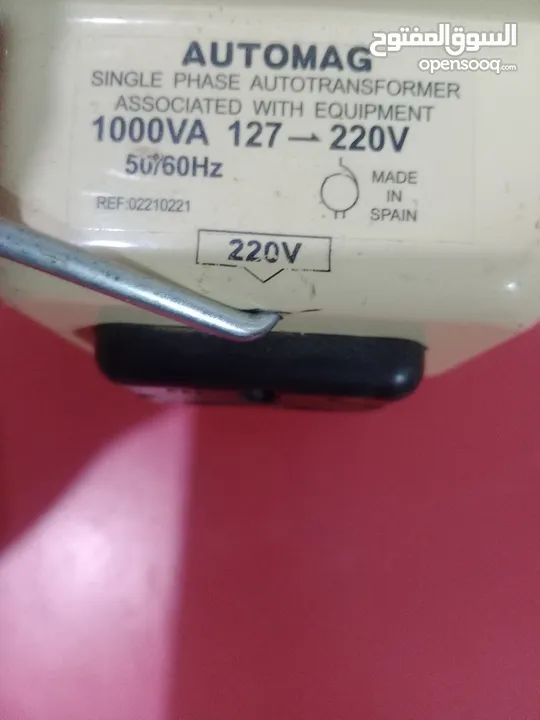 السوق المفتوح
opensooq.com
AUTOMAG
SINGLE PHASE AUTOTRANSFORMER
ASSOCIATED WITH EQUIPMENT
1000VA 127⇀220V
50/60Hz
MADE
IN
SPAIN
REF:02210221
220V